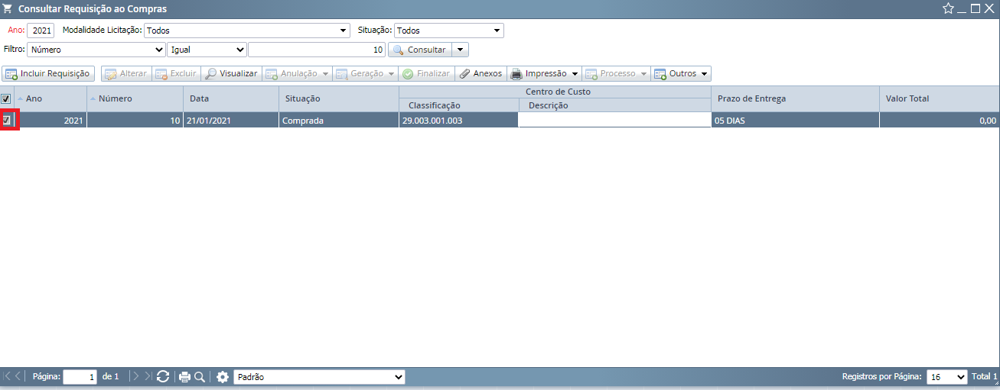 Consultar Requisição ao Compras
Ano: 2021 Modalidade Licitação: Todos Situação: Todos
Filtro: Número Igual 10 Consultar
Incluir Requisição Alterar Excluir Visualizar Anulação Geração Finalizar Anexos Impressão Processo Outros
Ano Número Data Situação Centro de Custo Prazo de Entrega Valor Total
Classificação Descrição
2021 10 21/01/2021 Comprada 29.003.001.003 05 DIAS 0,00
Página: 1 de 1 Padrão Registros por Página: 16 Total 1